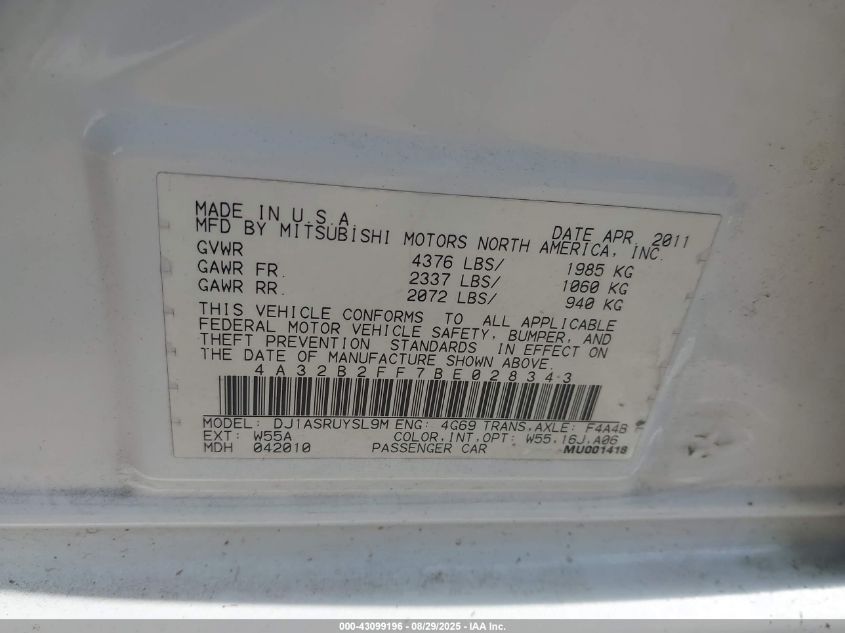 MADE IN U.S.A. DATE APR. 2011
MFD BY MITSUBISHI MOTORS NORTH AMERICA, INC.
GVWR 4376 LBS/ 1985 KG
GAWR FR. 2337 LBS/ 1060 KG
GAWR RR. 2072 LBS/ 940 KG
THIS VEHICLE CONFORMS TO ALL APPLICABLE
FEDERAL MOTOR VEHICLE SAFETY, BUMPER, AND
THEFT PREVENTION STANDARDS IN EFFECT ON
THE DATE OF MANUFACTURE SHOWN ABOVE.
4A32B2FF7BE028343
MODEL: DJ1ASRUYSL9M ENG: 4G69 TRANS,AXLE: F4A4B F
EXT: W55A COLOR,INT,OPT: W55,16J,A06
MDH 042010 PASSENGER CAR MU001418
000-43099196 - 08/29/2025 - IAA Inc.